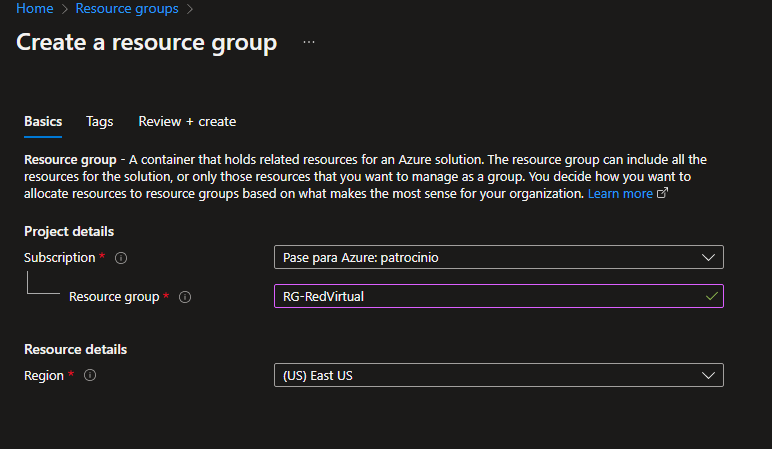 Home > Resource groups >
Create a resource group ...
Basics Tags Review + create
Resource group - A container that holds related resources for an Azure solution. The resource group can include all the
resources for the solution, or only those resources that you want to manage as a group. You decide how you want to
allocate resources to resource groups based on what makes the most sense for your organization. Learn more
Project details
Subscription * Pase para Azure: patrocinio
Resource group * RG-RedVirtual
Resource details
Region * (US) East US